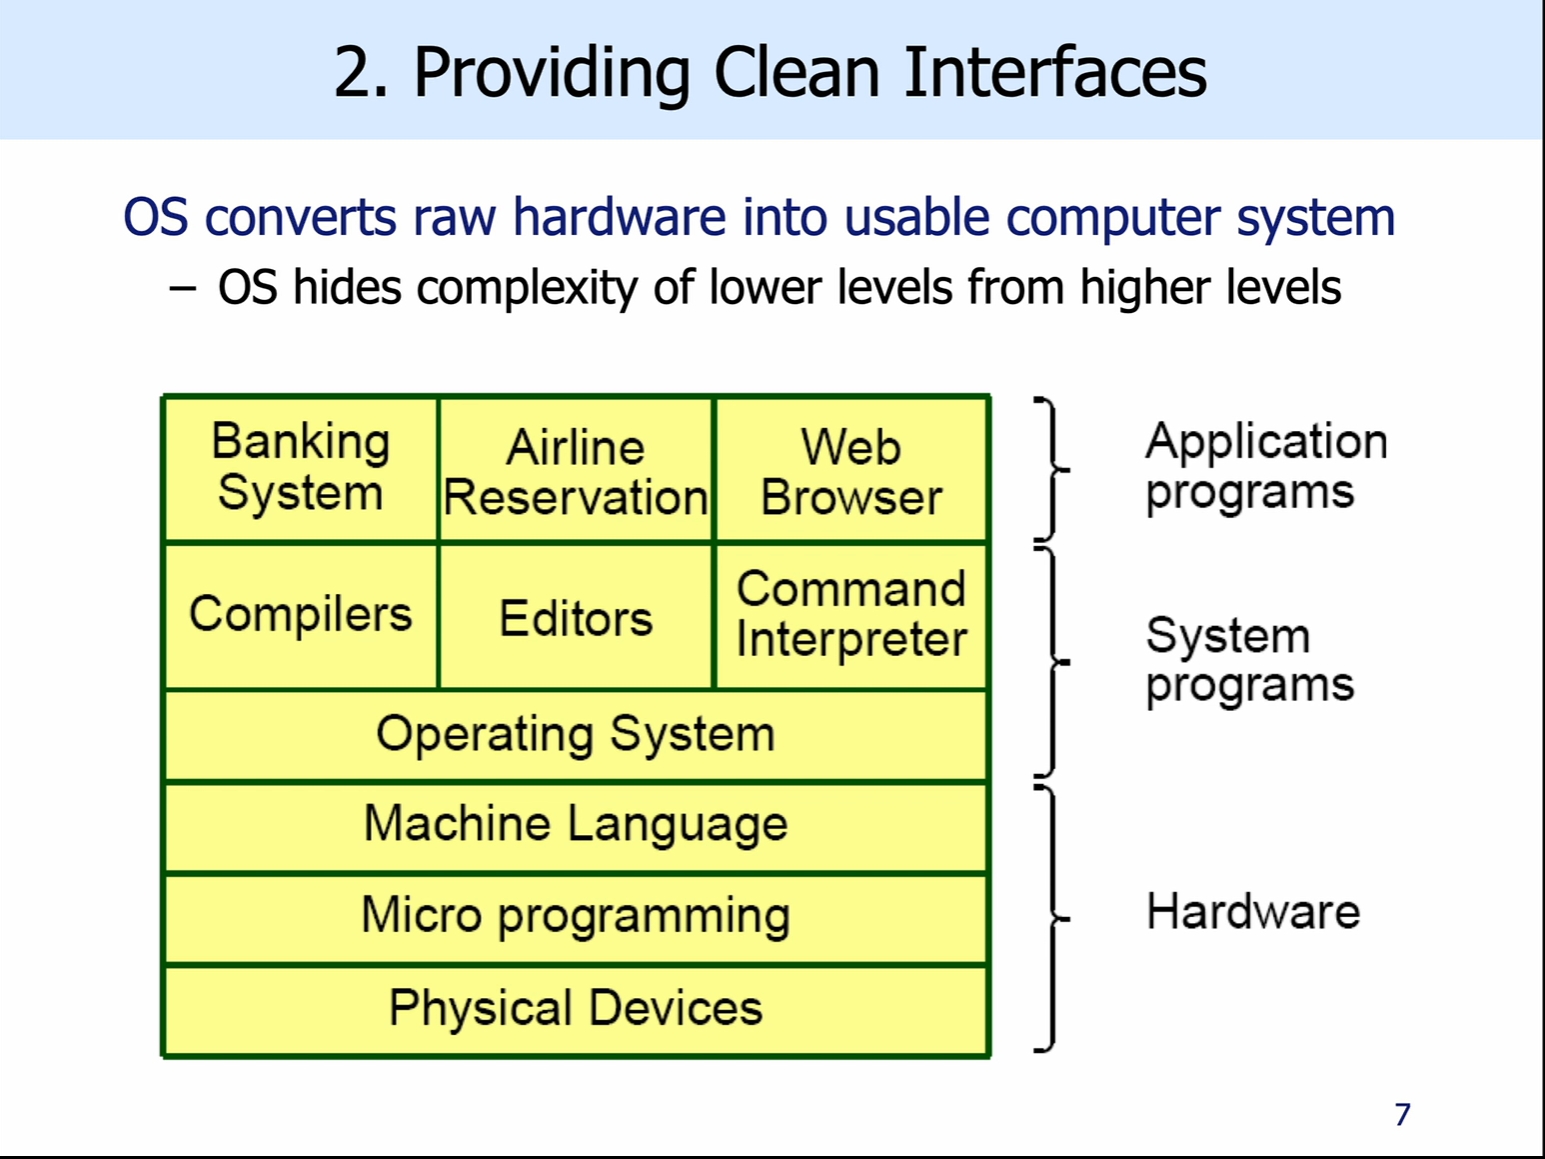 2. Providing Clean Interfaces
OS converts raw hardware into usable computer system
– OS hides complexity of lower levels from higher levels
Banking
System
Airline
Reservation
Web
Browser
Application
programs
Compilers
Editors
Command
Interpreter
System
programs
Operating System
Machine Language
Micro programming
Physical Devices
Hardware
7